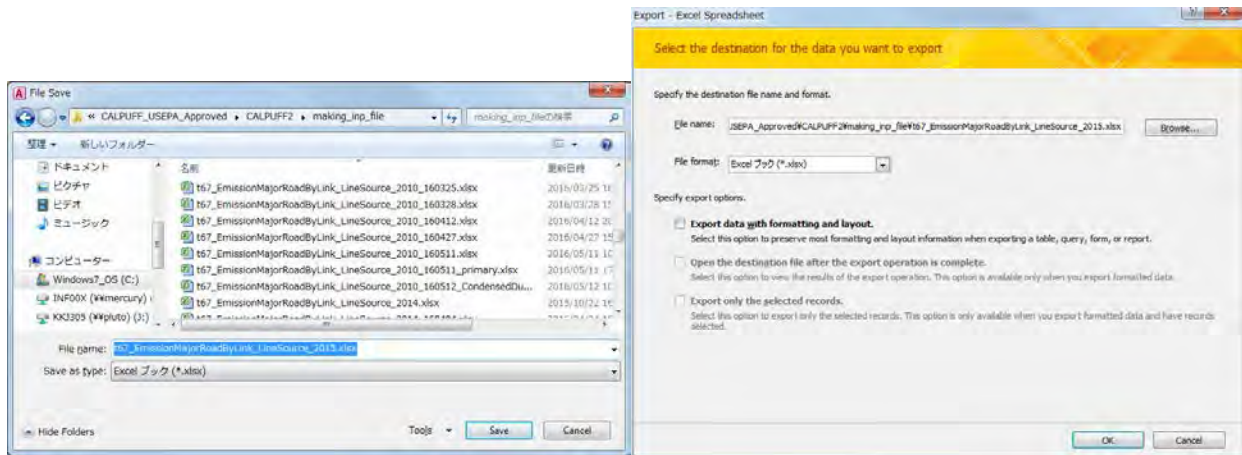 File Save
« CALPUFF_USEPA_Approved ▸ CALPUFF2 ▸ making_inp_file
making_inp_fileの検索
整理 新しいフォルダー
ドキュメント
ピクチャ
ビデオ
ミュージック
コンピューター
Windows7_OS (C:)
INF00X (¥¥mercury) (
KKJ305 (¥¥pluto) (J:)
名前 更新日時
t67_EmissionMajorRoadByLink_LineSource_2010_160325.xlsx 2016/03/25 16
t67_EmissionMajorRoadByLink_LineSource_2010_160328.xlsx 2016/03/28 15
t67_EmissionMajorRoadByLink_LineSource_2010_160412.xlsx 2016/04/12 20
t67_EmissionMajorRoadByLink_LineSource_2010_160427.xlsx 2016/04/27 15
t67_EmissionMajorRoadByLink_LineSource_2010_160511.xlsx 2016/05/11 10
t67_EmissionMajorRoadByLink_LineSource_2010_160511_primary.xlsx 2016/05/11 17
t67_EmissionMajorRoadByLink_LineSource_2010_160512_CondensedDu... 2016/05/12 10
t67_EmissionMajorRoadByLink_LineSource_2014.xlsx 2015/10/22 16
File name: t67_EmissionMajorRoadByLink_LineSource_2015.xlsx
Save as type: Excel ブック (*.xlsx)
Hide Folders Tools Save Cancel
Export - Excel Spreadsheet
Select the destination for the data you want to export
Specify the destination file name and format.
File name: JSEPA_Approved¥CALPUFF2¥making_inp_file¥t67_EmissionMajorRoadByLink_LineSource_2015.xlsx Browse...
File format: Excel ブック (*.xlsx)
Specify export options.
Export data with formatting and layout.
Select this option to preserve most formatting and layout information when exporting a table, query, form, or report.
Open the destination file after the export operation is complete.
Select this option to view the results of the export operation. This option is available only when you export formatted data.
Export only the selected records.
Select this option to export only the selected records. This option is only available when you export formatted data and have records
selected.
OK Cancel